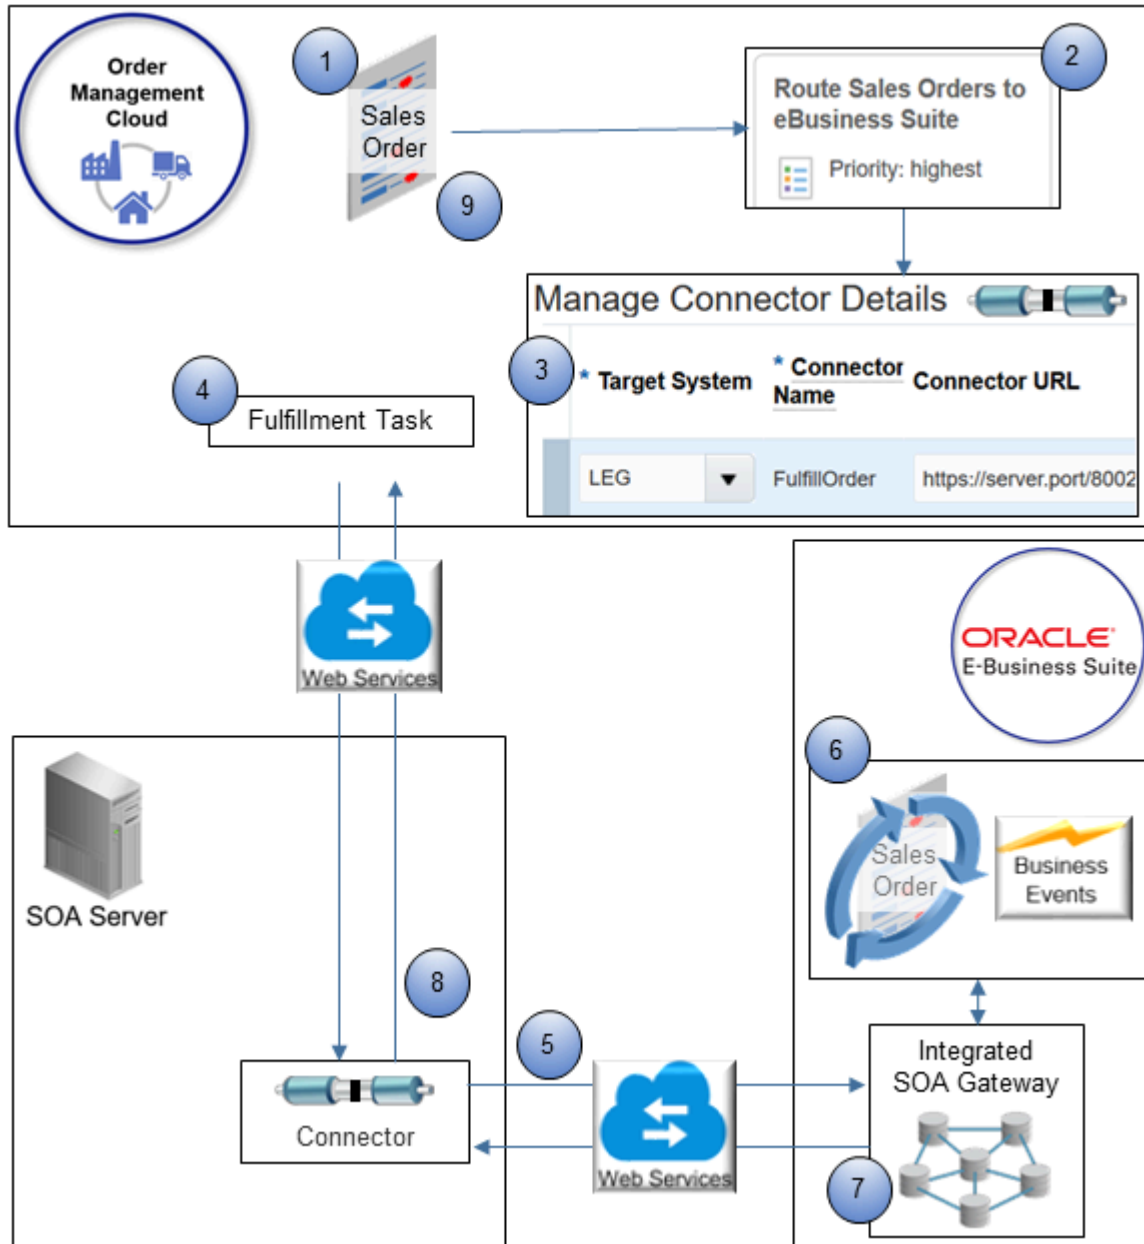 Order
Management
Cloud
1
Sales
Order
9
2
Route Sales Orders to
eBusiness Suite
Priority: highest
Manage Connector Details
3
* Target System
* Connector
Name
Connector URL
LEG
FulfillOrder
https://server.port/8002
4
Fulfillment Task
Web Services
ORACLE
E-Business Suite
SOA Server
6
Sales
Order
Business
Events
8
5
Connector
Web Services
Integrated
SOA Gateway
7